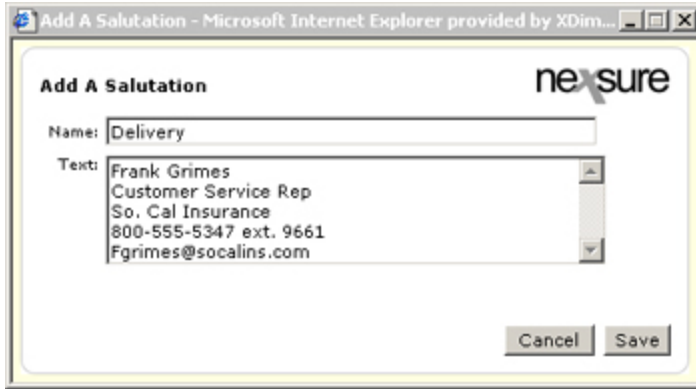 Add A Salutation - Microsoft Internet Explorer provided by XDim...
Add A Salutation
nexsure
Name: Delivery
Text: Frank Grimes
Customer Service Rep
So. Cal Insurance
800-555-5347 ext. 9661
Fgrimes@socalins.com
Cancel Save